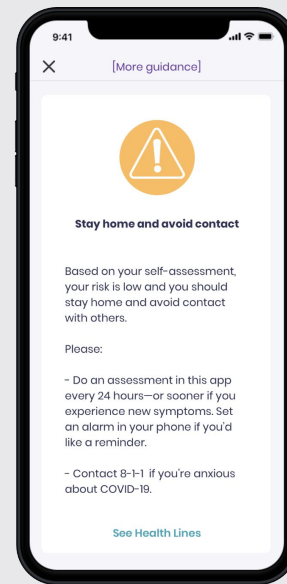 9:41
[More guidance]
Stay home and avoid contact
Based on your self-assessment,
your risk is low and you should
stay home and avoid contact
with others.
Please:
- Do an assessment in this app
every 24 hours—or sooner if you
experience new symptoms. Set
an alarm in your phone if you'd
like a reminder.
- Contact 8-1-1 if you're anxious
about COVID-19.
See Health Lines